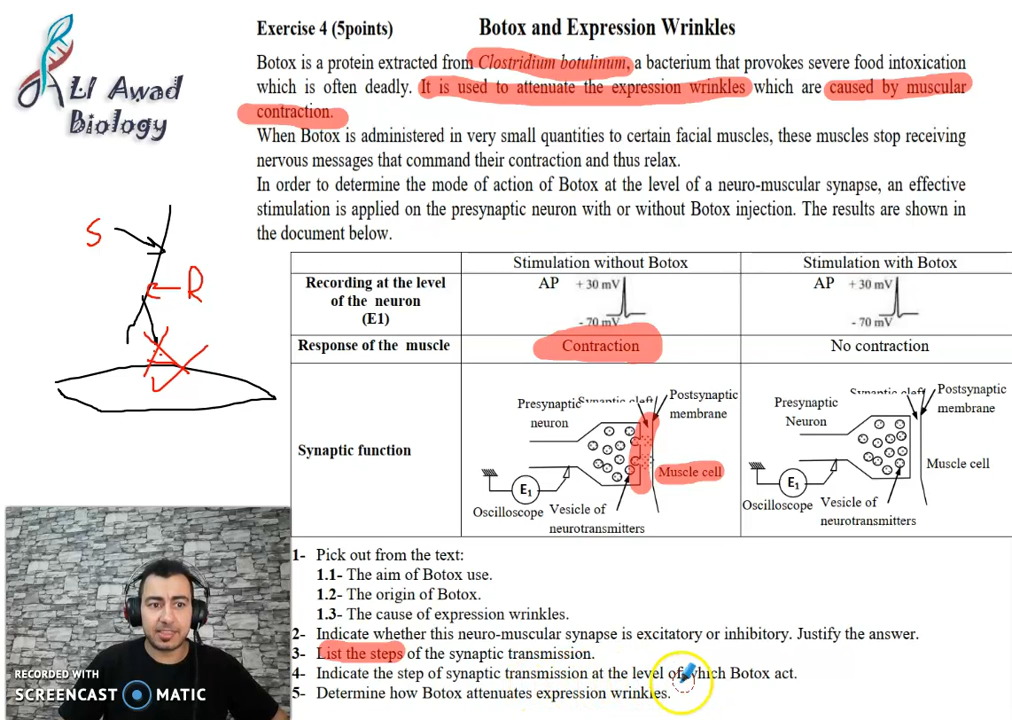 ALI Awad
Biology
Exercise 4 (5points)
Botox and Expression Wrinkles
Botox is a protein extracted from Clostridium botulinum, a bacterium that provokes severe food intoxication
which is often deadly. It is used to attenuate the expression wrinkles which are caused by muscular
contraction.
When Botox is administered in very small quantities to certain facial muscles, these muscles stop receiving
nervous messages that command their contraction and thus relax.
In order to determine the mode of action of Botox at the level of a neuro-muscular synapse, an effective
stimulation is applied on the presynaptic neuron with or without Botox injection. The results are shown in
the document below.
S
R
Stimulation without Botox
Stimulation with Botox
Recording at the level
of the neuron
(E1)
AP
+ 30 mV
- 70 mV
AP
+ 30 mV
- 70 mV
Response of the muscle
Contraction
No contraction
Synaptic function
Presynaptic
neuron
Synaptic cleft
Postsynaptic
membrane
Muscle cell
E1
Oscilloscope
Vesicle of
neurotransmitters
Presynaptic
Neuron
Synaptic cleft
Postsynaptic
membrane
Muscle cell
E1
Oscilloscope
Vesicle of
neurotransmitters
1- Pick out from the text:
1.1- The aim of Botox use.
1.2- The origin of Botox.
1.3- The cause of expression wrinkles.
2- Indicate whether this neuro-muscular synapse is excitatory or inhibitory. Justify the answer.
3- List the steps of the synaptic transmission.
4- Indicate the step of synaptic transmission at the level of which Botox act.
5- Determine how Botox attenuates expression wrinkles.
RECORDED WITH
SCREENCAST MATIC